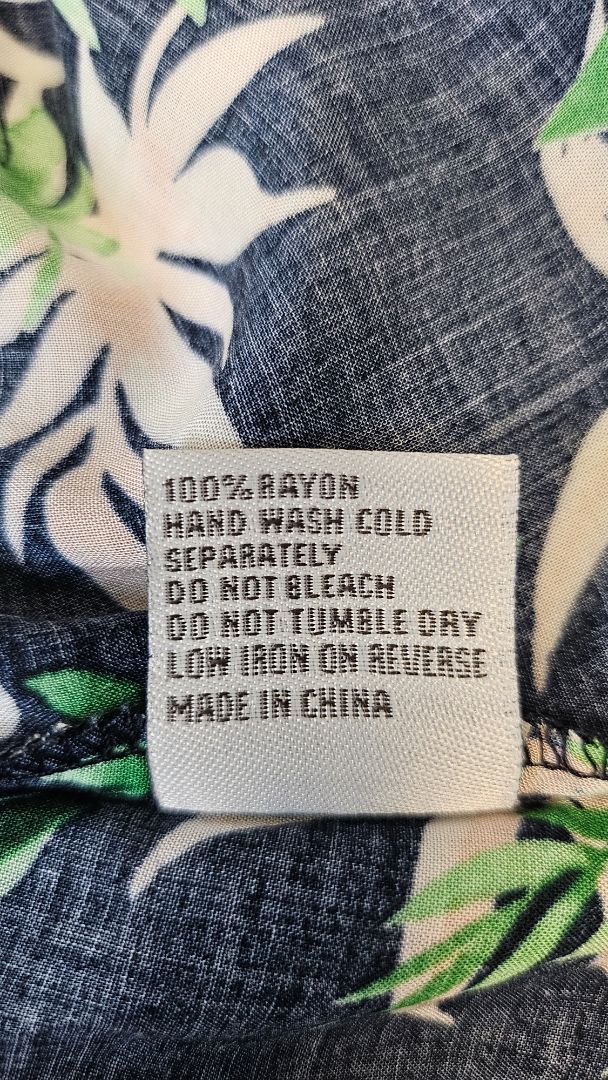 100% RAYON
HAND WASH COLD
SEPARATELY
DO NOT BLEACH
DO NOT TUMBLE DRY
LOW IRON ON REVERSE
MADE IN CHINA